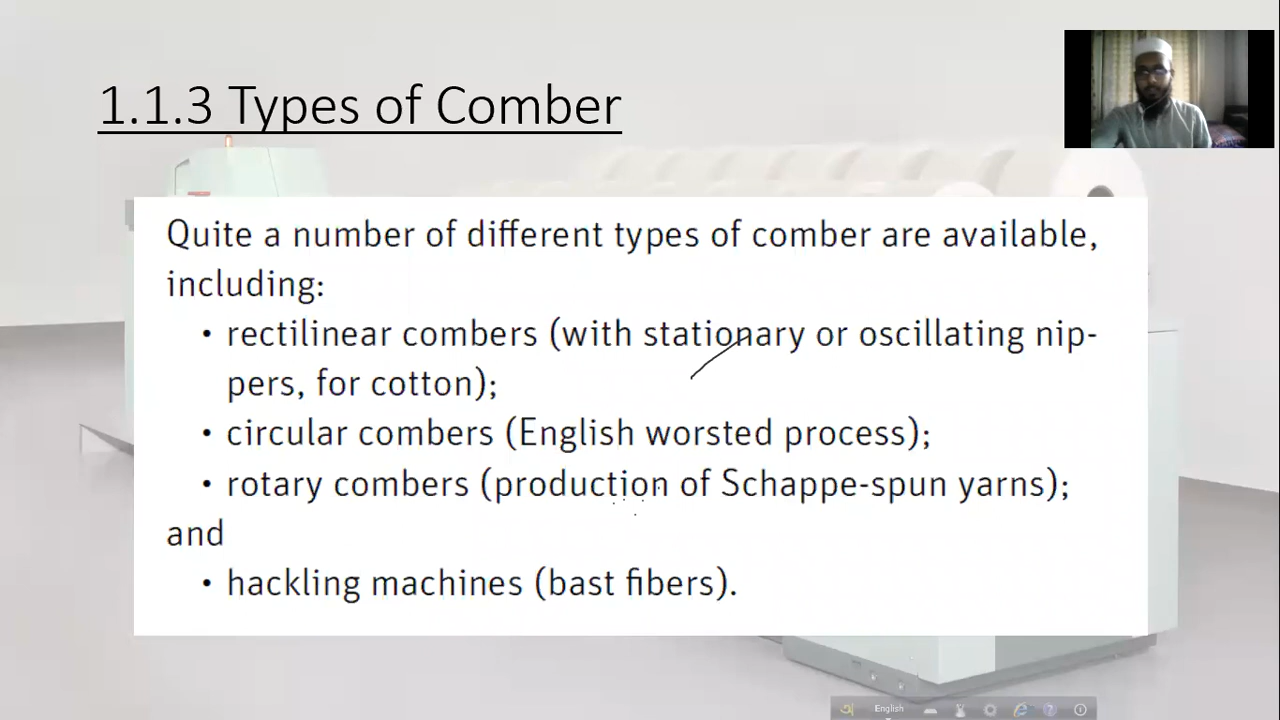 1.1.3 Types of Comber
Quite a number of different types of comber are available,
including:
• rectilinear combers (with stationary or oscillating nip-
pers, for cotton);
• circular combers (English worsted process);
• rotary combers (production of Schappe-spun yarns);
and
• hackling machines (bast fibers).
English